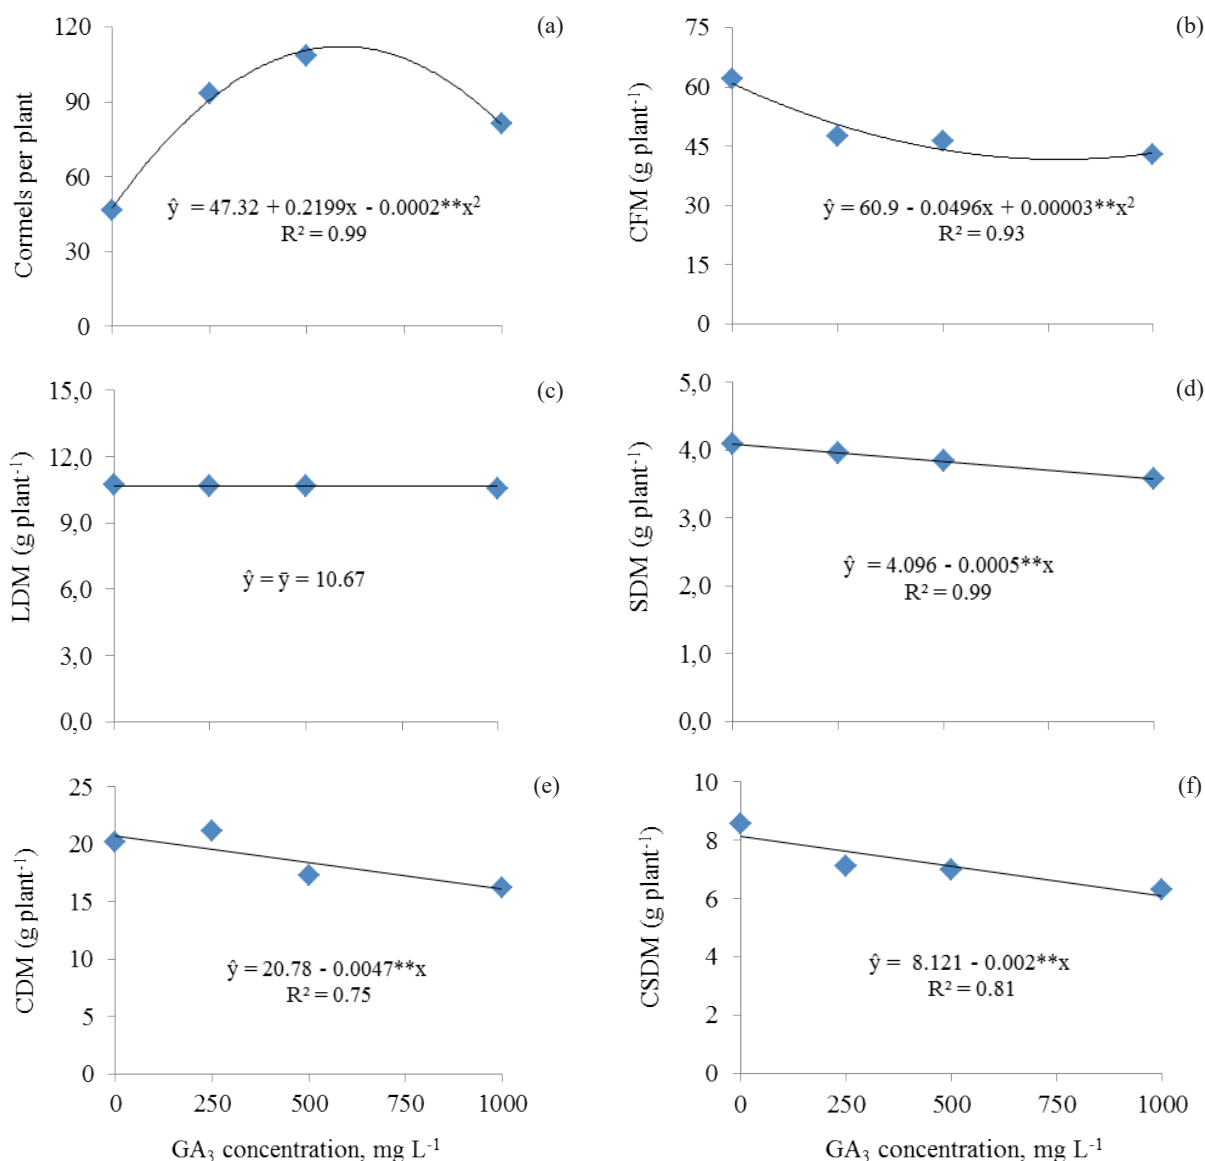 (a)
120
90
60
30
0
Cormels per plant
ŷ = 47.32 + 0.2199x - 0.0002**x²
R² = 0.99
(b)
75
60
45
30
15
0
CFM (g plant⁻¹)
ŷ = 60.9 - 0.0496x + 0.00003**x²
R² = 0.93
(c)
15,0
12,0
9,0
6,0
3,0
0,0
LDM (g plant⁻¹)
ŷ = ȳ = 10.67
(d)
5,0
4,0
3,0
2,0
1,0
0,0
SDM (g plant⁻¹)
ŷ = 4.096 - 0.0005**x
R² = 0.99
(e)
25
20
15
10
5
0
CDM (g plant⁻¹)
ŷ = 20.78 - 0.0047**x
R² = 0.75
0 250 500 750 1000
GA₃ concentration, mg L⁻¹
(f)
10
8
6
4
2
0
CSDM (g plant⁻¹)
ŷ = 8.121 - 0.002**x
R² = 0.81
0 250 500 750 1000
GA₃ concentration, mg L⁻¹